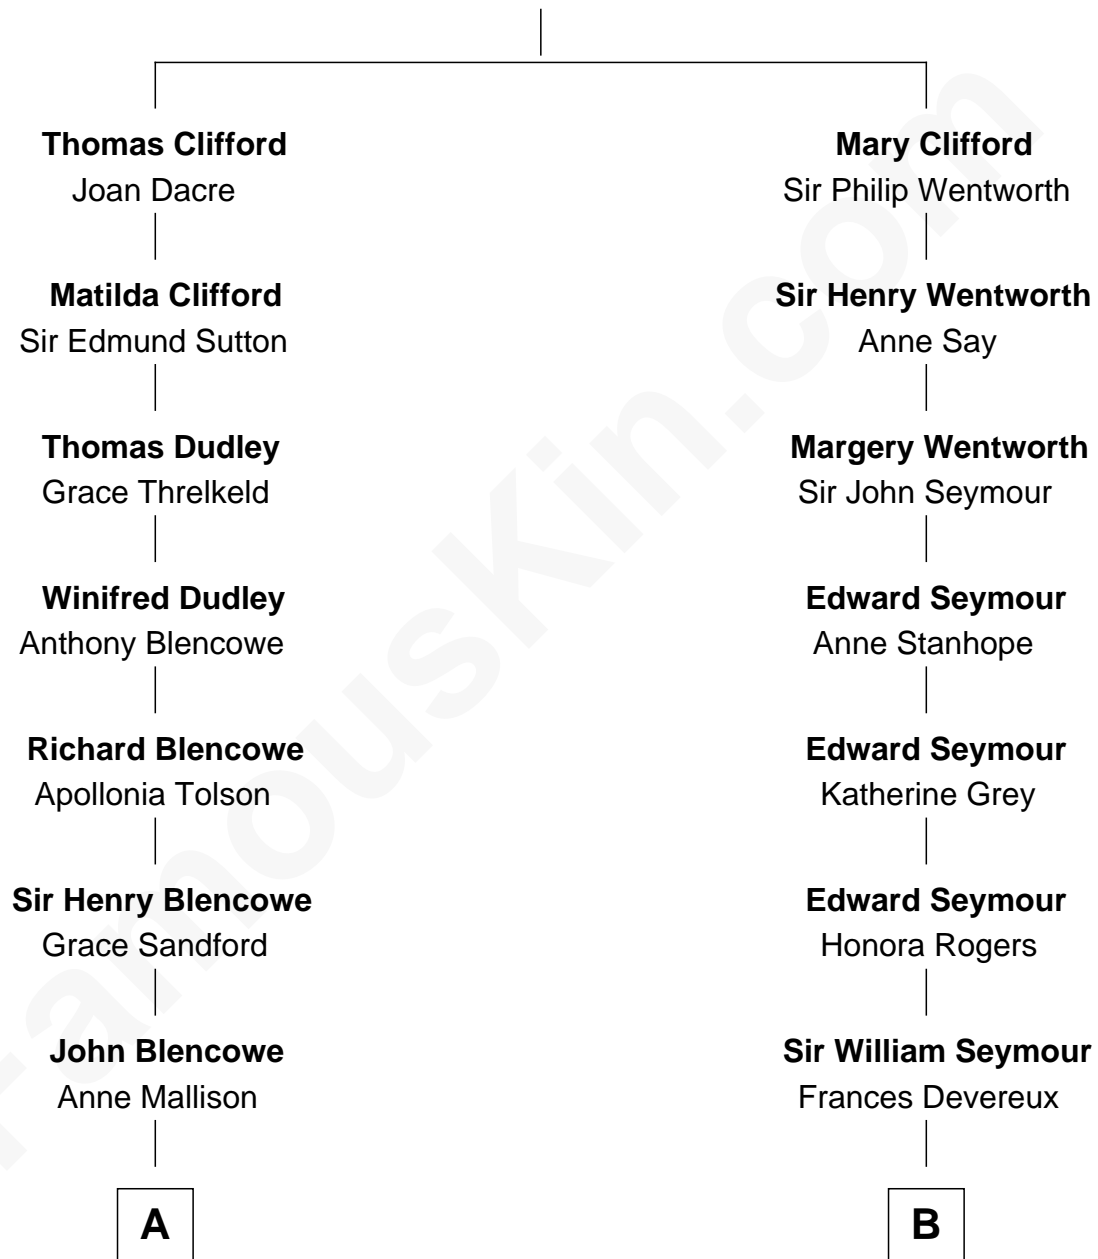 Thomas Clifford
Joan Dacre
Matilda Clifford
Sir Edmund Sutton
Thomas Dudley
Grace Threlkeld
Winifred Dudley
Anthony Blencowe
Richard Blencowe
Apollonia Tolson
Sir Henry Blencowe
Grace Sandford
John Blencowe
Anne Mallison
A
Mary Clifford
Sir Philip Wentworth
Sir Henry Wentworth
Anne Say
Margery Wentworth
Sir John Seymour
Edward Seymour
Anne Stanhope
Edward Seymour
Katherine Grey
Edward Seymour
Honora Rogers
Sir William Seymour
Frances Devereux
B
FamousKin.com